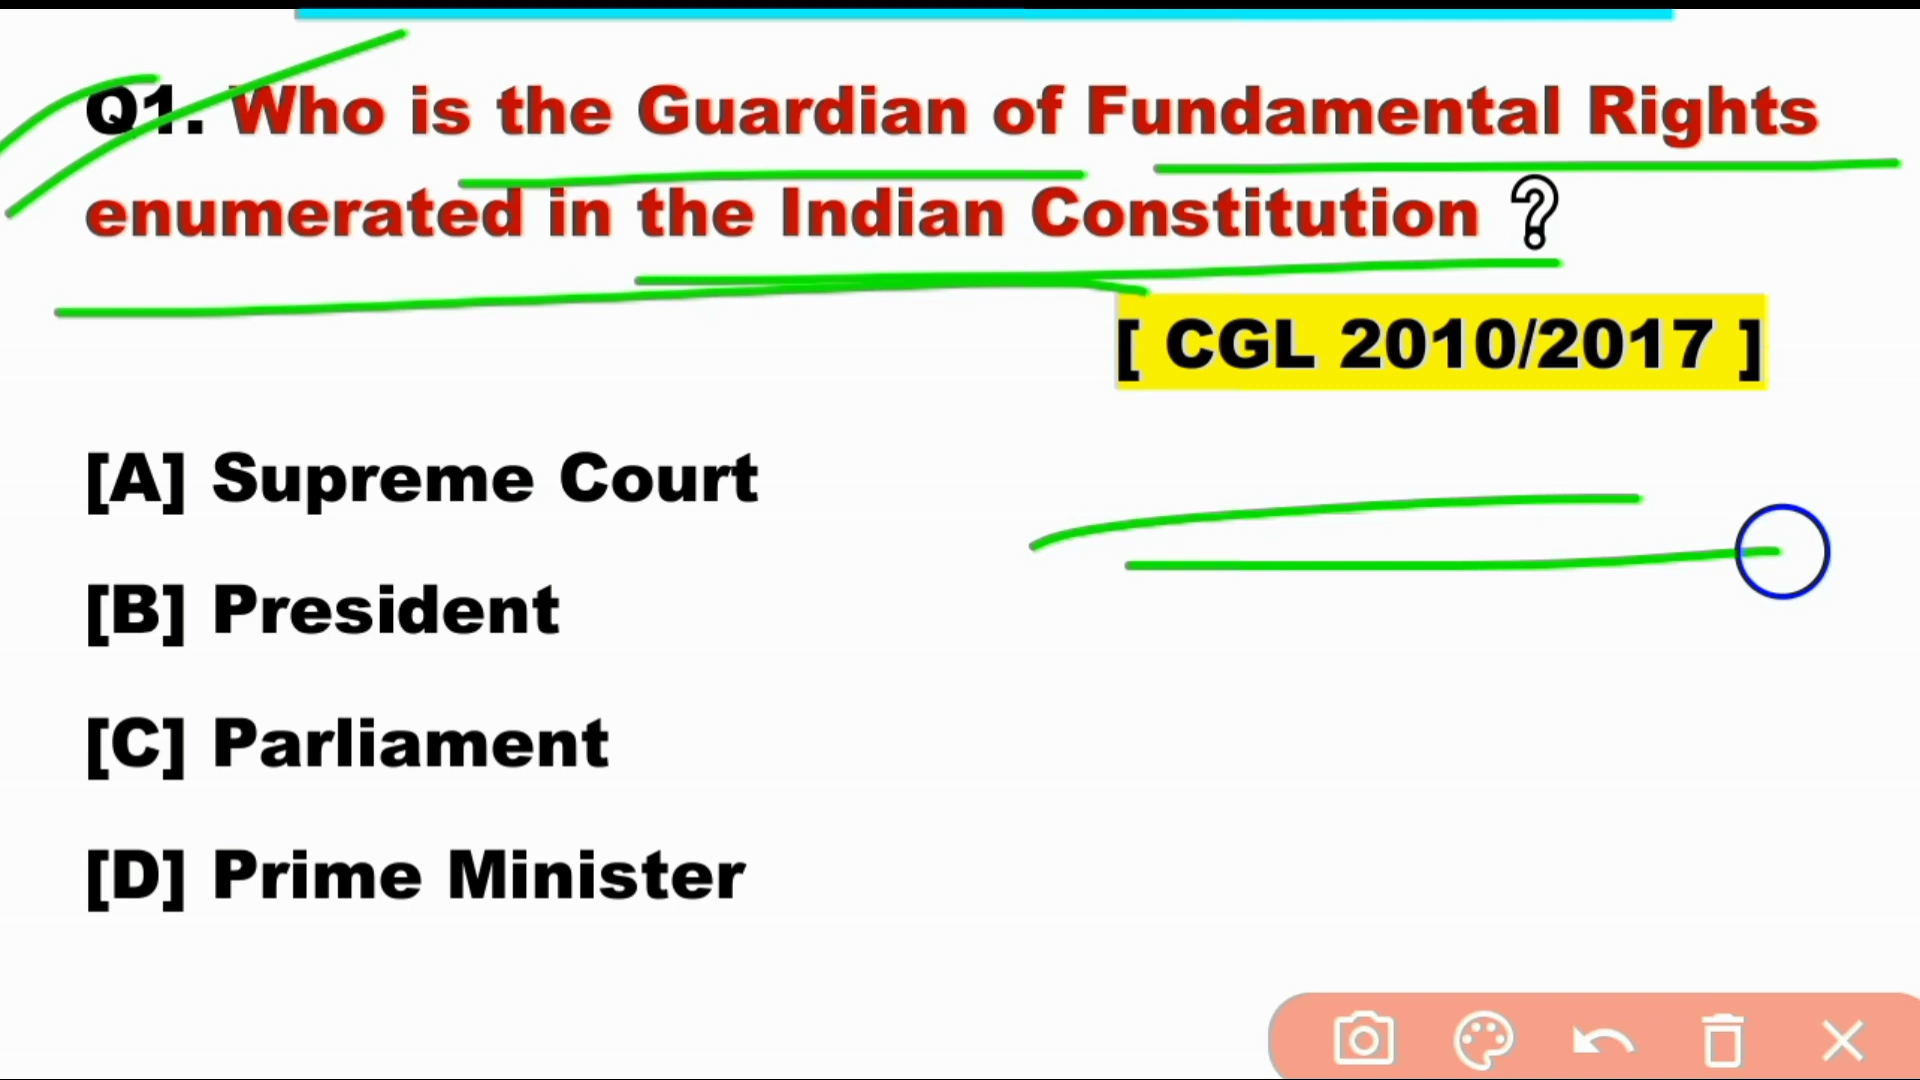 Q1. Who is the Guardian of Fundamental Rights
enumerated in the Indian Constitution ?
[ CGL 2010/2017 ]
[A] Supreme Court
[B] President
[C] Parliament
[D] Prime Minister